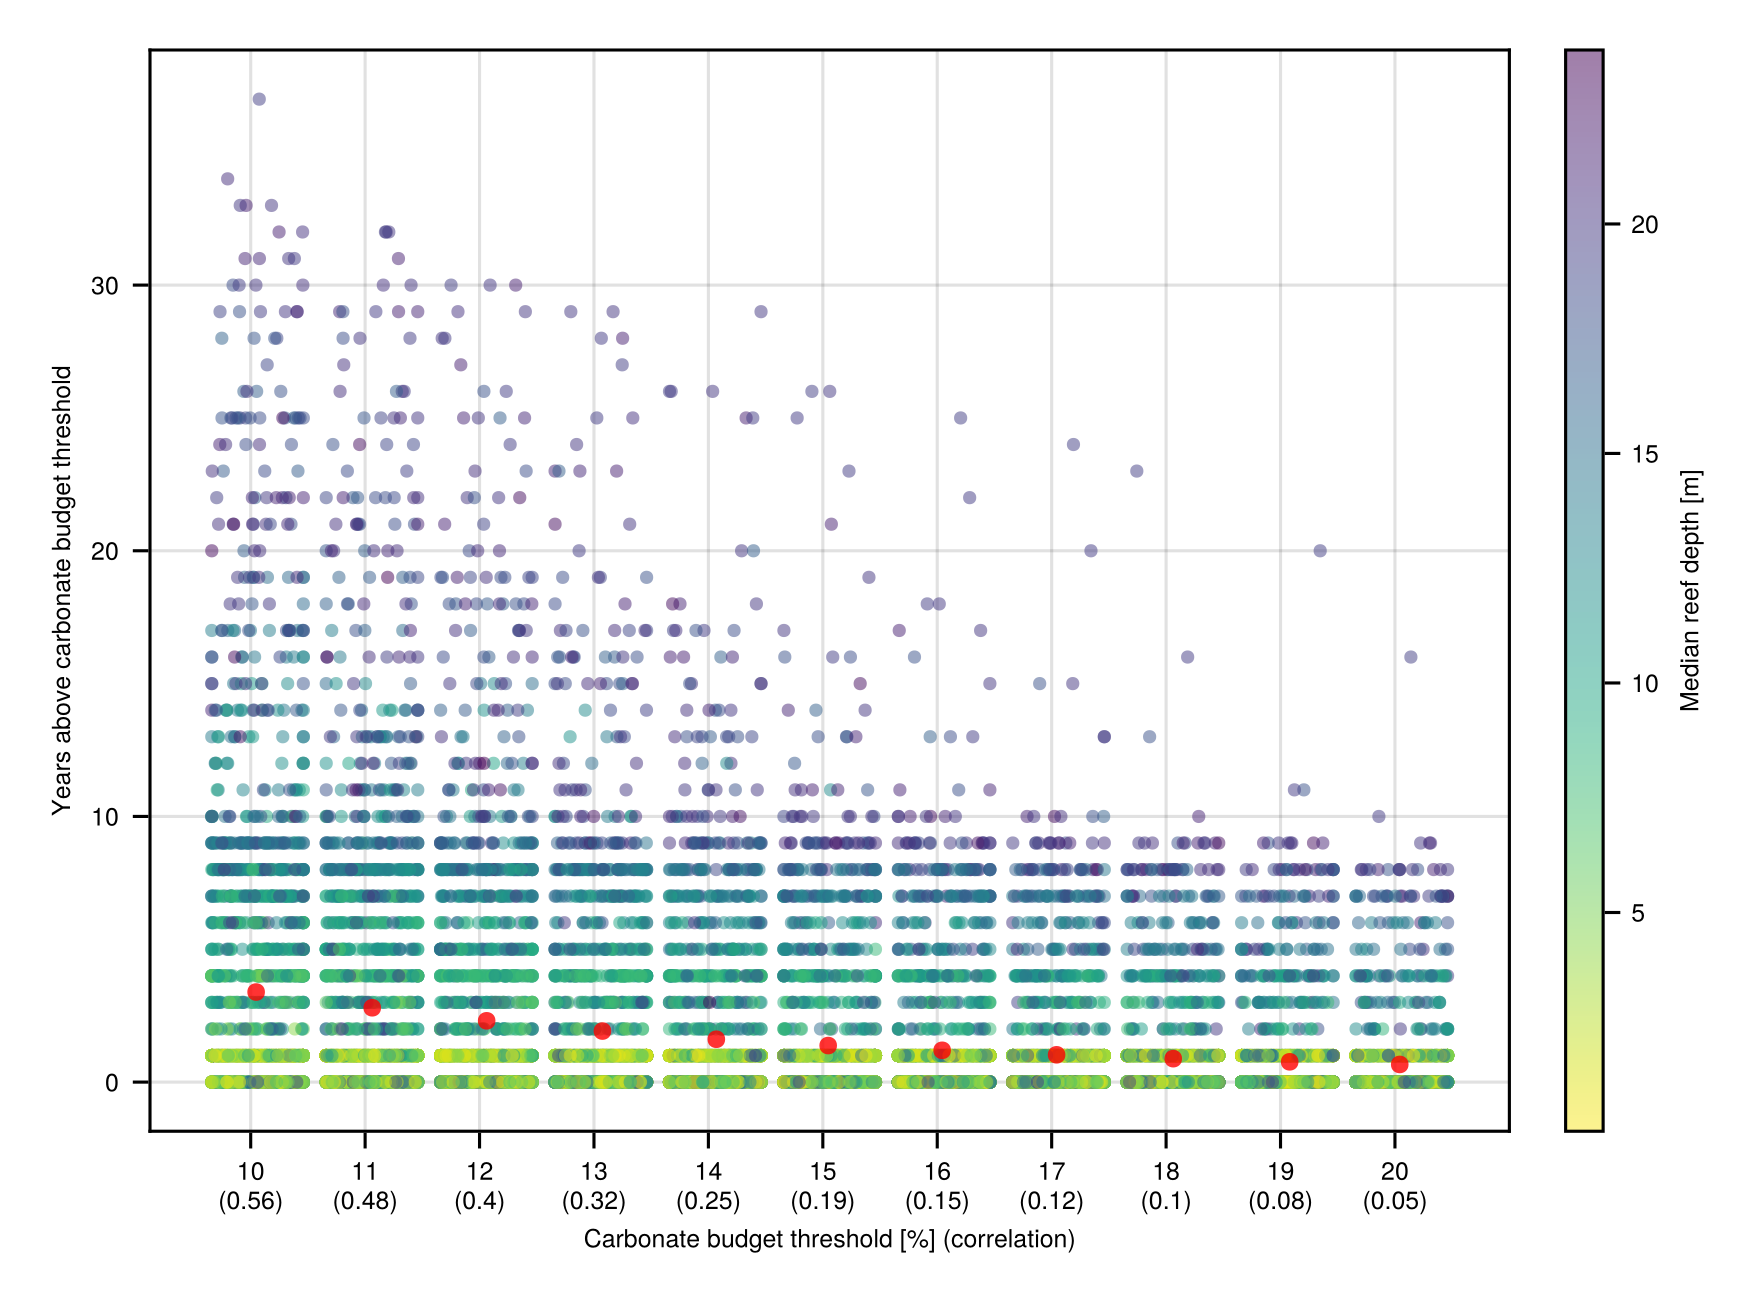 30
20
10
0
Years above carbonate budget threshold
10 11 12 13 14 15 16 17 18 19 20
(0.56) (0.48) (0.4) (0.32) (0.25) (0.19) (0.15) (0.12) (0.1) (0.08) (0.05)
Carbonate budget threshold [%] (correlation)
20
15
10
5
Median reef depth [m]